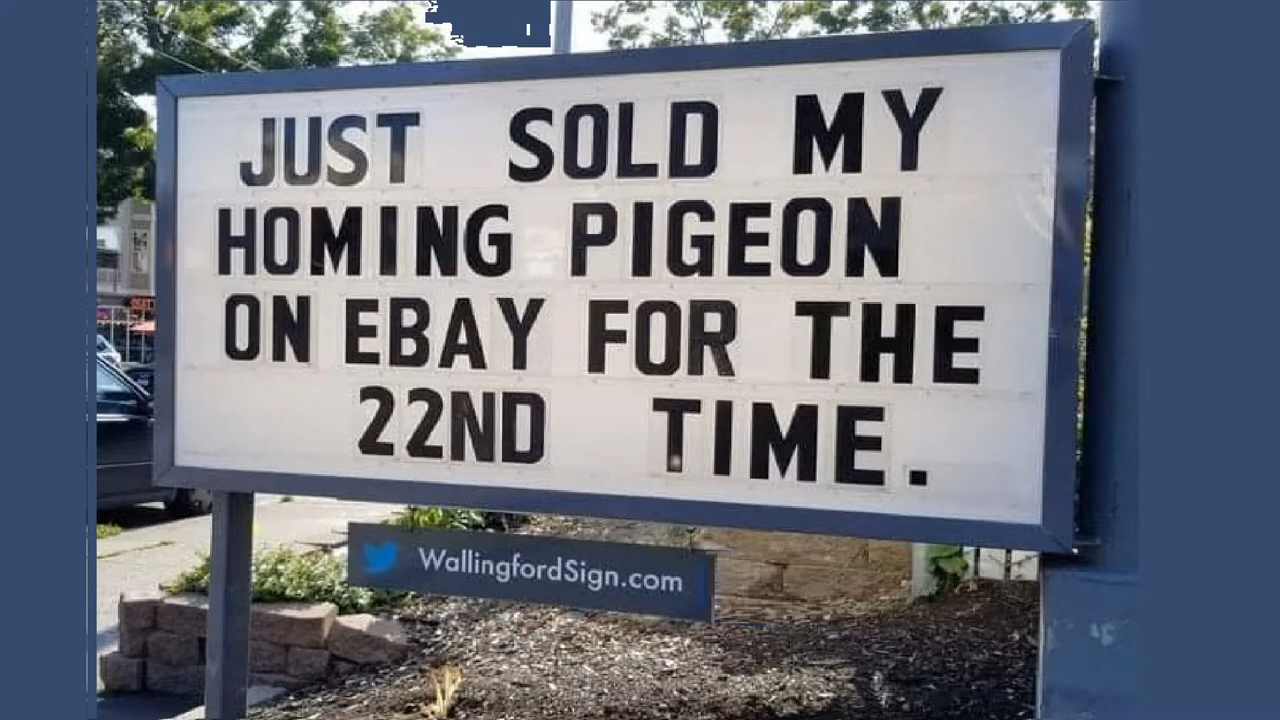 JUST SOLD MY
HOMING PIGEON
ON EBAY FOR THE
22ND TIME.
WallingfordSign.com